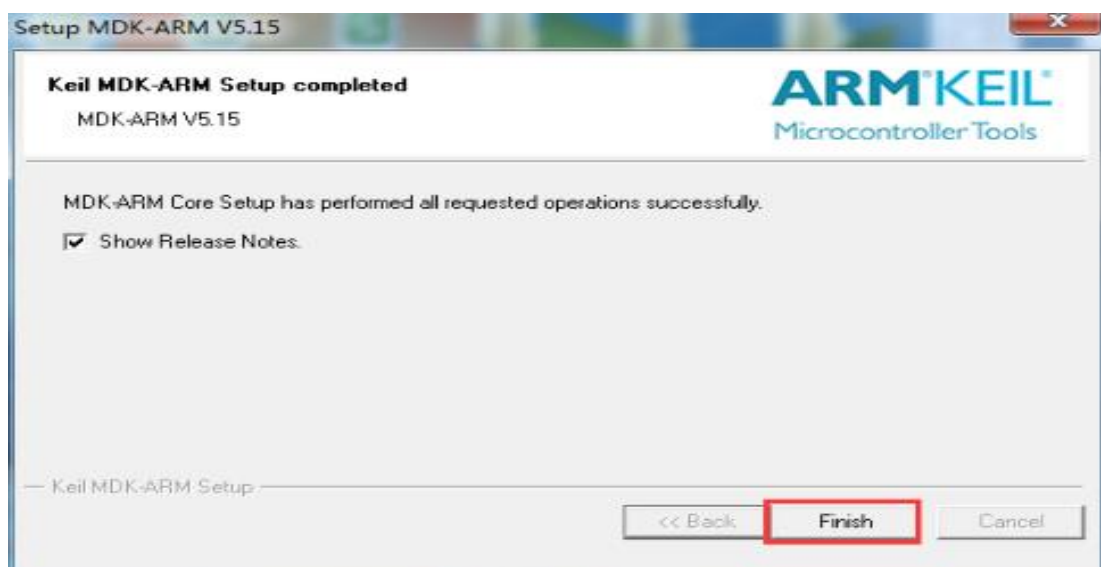 Setup MDK-ARM V5.15
Keil MDK-ARM Setup completed
MDK-ARM V5.15
ARM®KEIL®
Microcontroller Tools
MDK-ARM Core Setup has performed all requested operations successfully.
Show Release Notes.
Keil MDK-ARM Setup
<< Back
Finish
Cancel